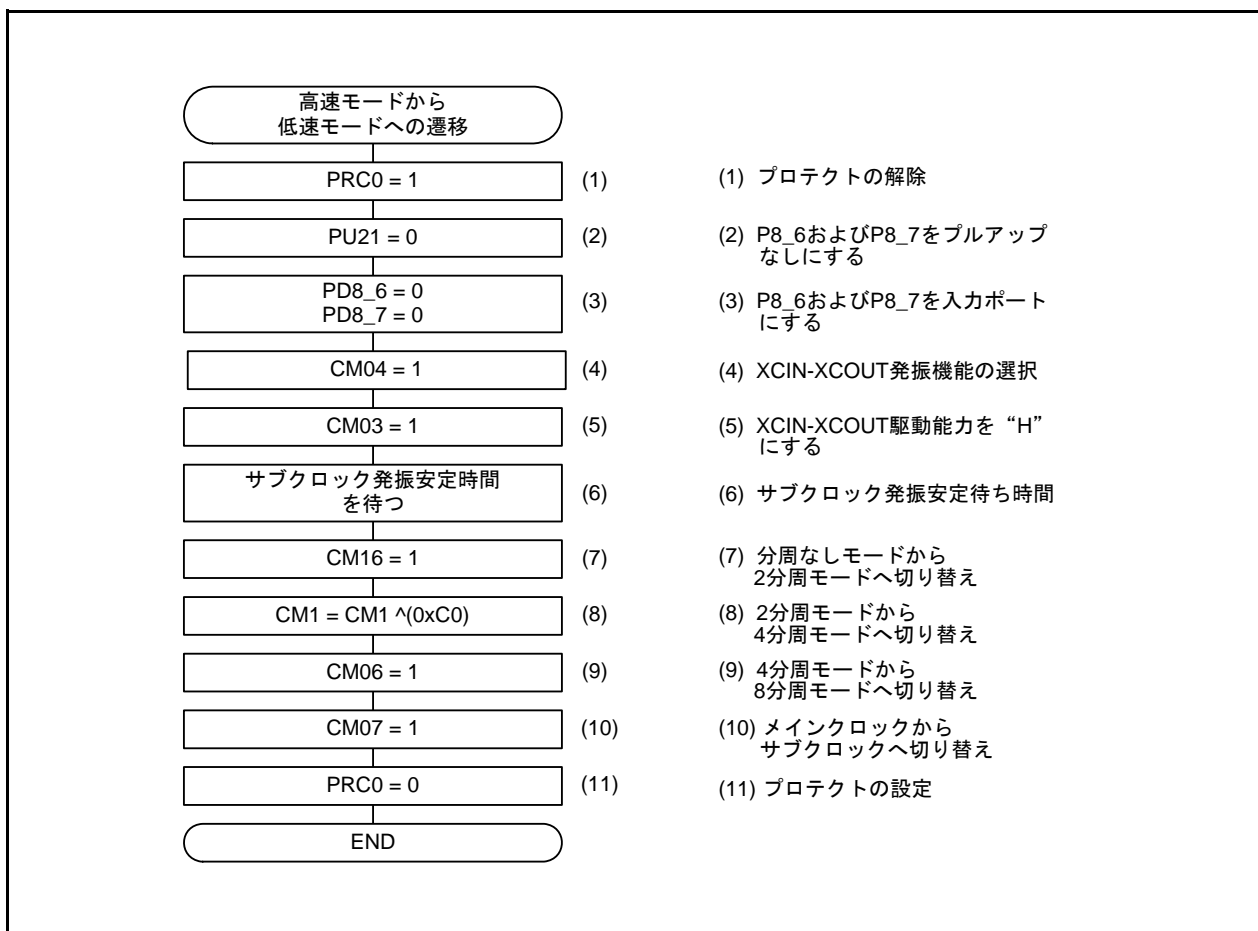 高速モードから
低速モードへの遷移
PRC0 = 1
(1)
(1) プロテクトの解除
PU21 = 0
(2)
(2) P8_6およびP8_7をプルアップ
なしにする
PD8_6 = 0
PD8_7 = 0
(3)
(3) P8_6およびP8_7を入力ポート
にする
CM04 = 1
(4)
(4) XCIN-XCOUT発振機能の選択
CM03 = 1
(5)
(5) XCIN-XCOUT駆動能力を“H”
にする
サブクロック発振安定時間
を待つ
(6)
(6) サブクロック発振安定待ち時間
CM16 = 1
(7)
(7) 分周なしモードから
2分周モードへ切り替え
CM1 = CM1 ^(0xC0)
(8)
(8) 2分周モードから
4分周モードへ切り替え
CM06 = 1
(9)
(9) 4分周モードから
8分周モードへ切り替え
CM07 = 1
(10)
(10) メインクロックから
サブクロックへ切り替え
PRC0 = 0
(11)
(11) プロテクトの設定
END